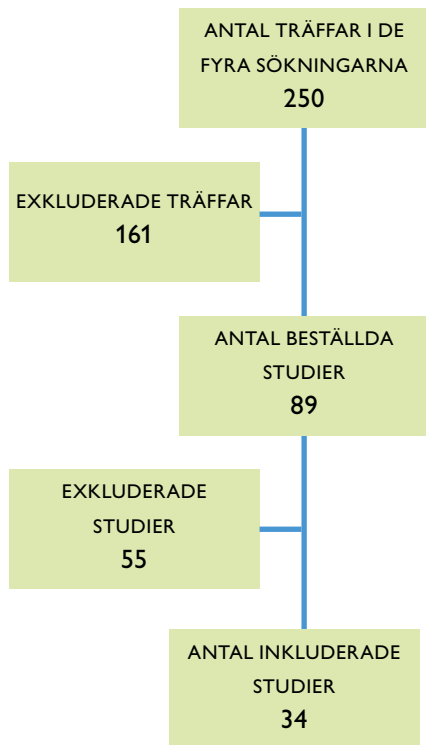 ANTAL TRÄFFAR I DE
FYRA SÖKNINGARNA
250
EXKLUDERADE TRÄFFAR
161
ANTAL BESTÄLLDA
STUDIER
89
EXKLUDERADE
STUDIER
55
ANTAL INKLUDERADE
STUDIER
34